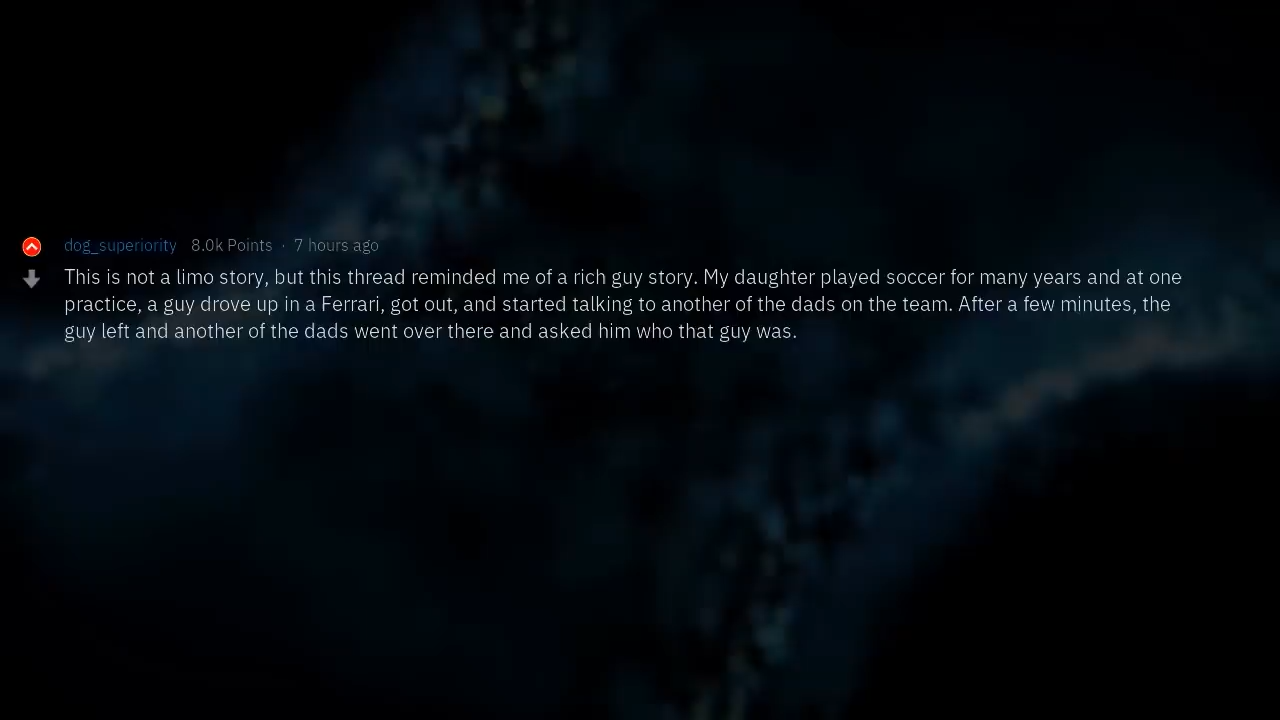 dog_superiority 8.0k Points · 7 hours ago
This is not a limo story, but this thread reminded me of a rich guy story. My daughter played soccer for many years and at one
practice, a guy drove up in a Ferrari, got out, and started talking to another of the dads on the team. After a few minutes, the
guy left and another of the dads went over there and asked him who that guy was.